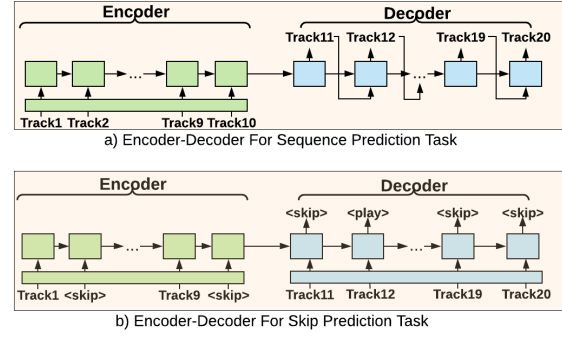 Encoder Decoder
Track11 Track12 Track19 Track20
... ...
Track1 Track2 Track9 Track10
a) Encoder-Decoder For Sequence Prediction Task
Encoder Decoder
<skip> <play> <skip> <skip>
... ...
Track1 <skip> Track9 <skip> Track11 Track12 Track19 Track20
b) Encoder-Decoder For Skip Prediction Task